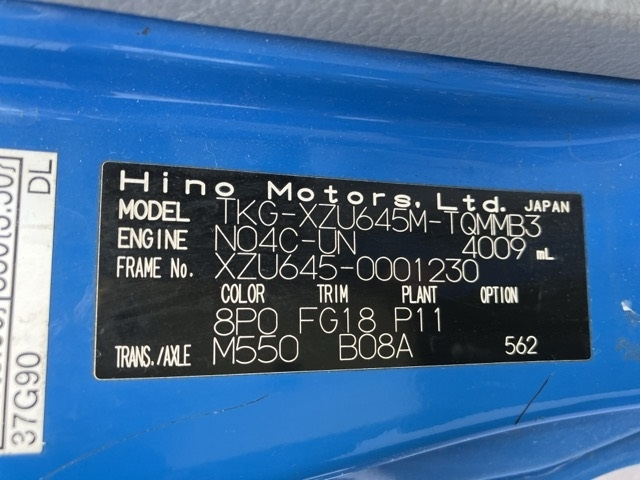 Hino Motors, Ltd. JAPAN
MODEL TKG-XZU645M-TQMMB3
ENGINE N04C-UN 4009 mL
FRAME No. XZU645-0001230
COLOR TRIM PLANT OPTION
8P0 FG18 P11
TRANS./AXLE M550 B08A 562
DL
37G90